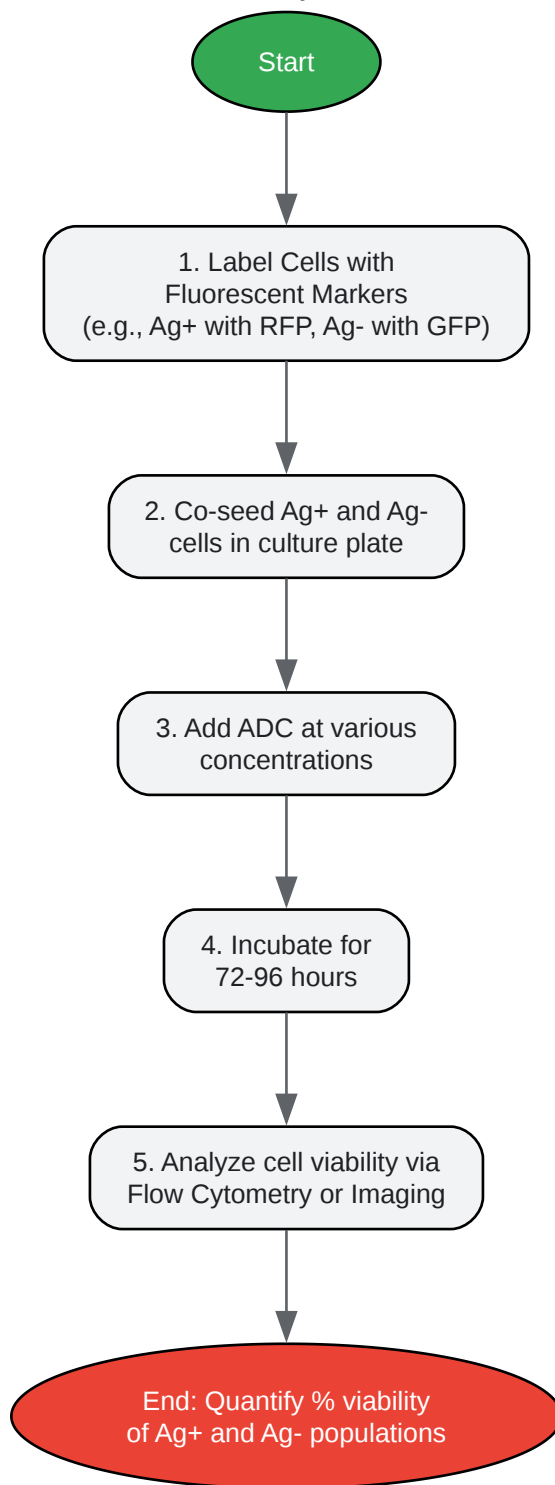 Start
1. Label Cells with
Fluorescent Markers
(e.g., Ag+ with RFP, Ag- with GFP)
2. Co-seed Ag+ and Ag-
cells in culture plate
3. Add ADC at various
concentrations
4. Incubate for
72-96 hours
5. Analyze cell viability via
Flow Cytometry or Imaging
End: Quantify % viability
of Ag+ and Ag- populations